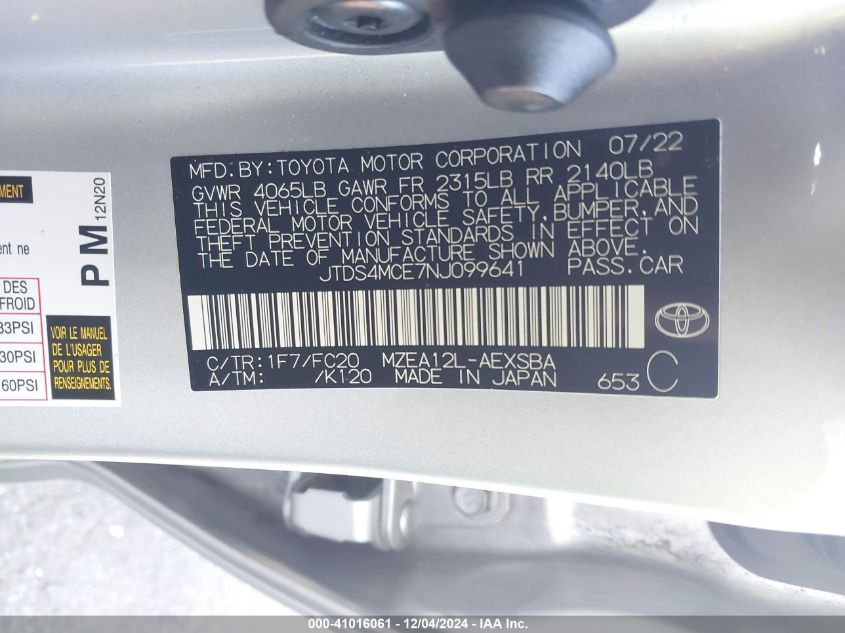 MFD.BY:TOYOTA MOTOR CORPORATION 07/22
GVWR 4065LB GAWR FR 2315LB RR 2140LB
THIS VEHICLE CONFORMS TO ALL APPLICABLE
FEDERAL MOTOR VEHICLE SAFETY,BUMPER,AND
THEFT PREVENTION STANDARDS IN EFFECT ON
THE DATE OF MANUFACTURE SHOWN ABOVE.
JTDS4MCE7NJ099641 PASS.CAR
C/TR:1F7/FC20 MZEA12L-AEXSBA
A/TM: /K120 MADE IN JAPAN 653 C
PM 12N20
EMENT
ent ne
DES
FROID
33PSI
30PSI
60PSI
VOIR LE MANUEL
DE L'USAGER
POUR PLUS DE
RENSEIGNEMENTS
000-41016061 - 12/04/2024 - IAA Inc.